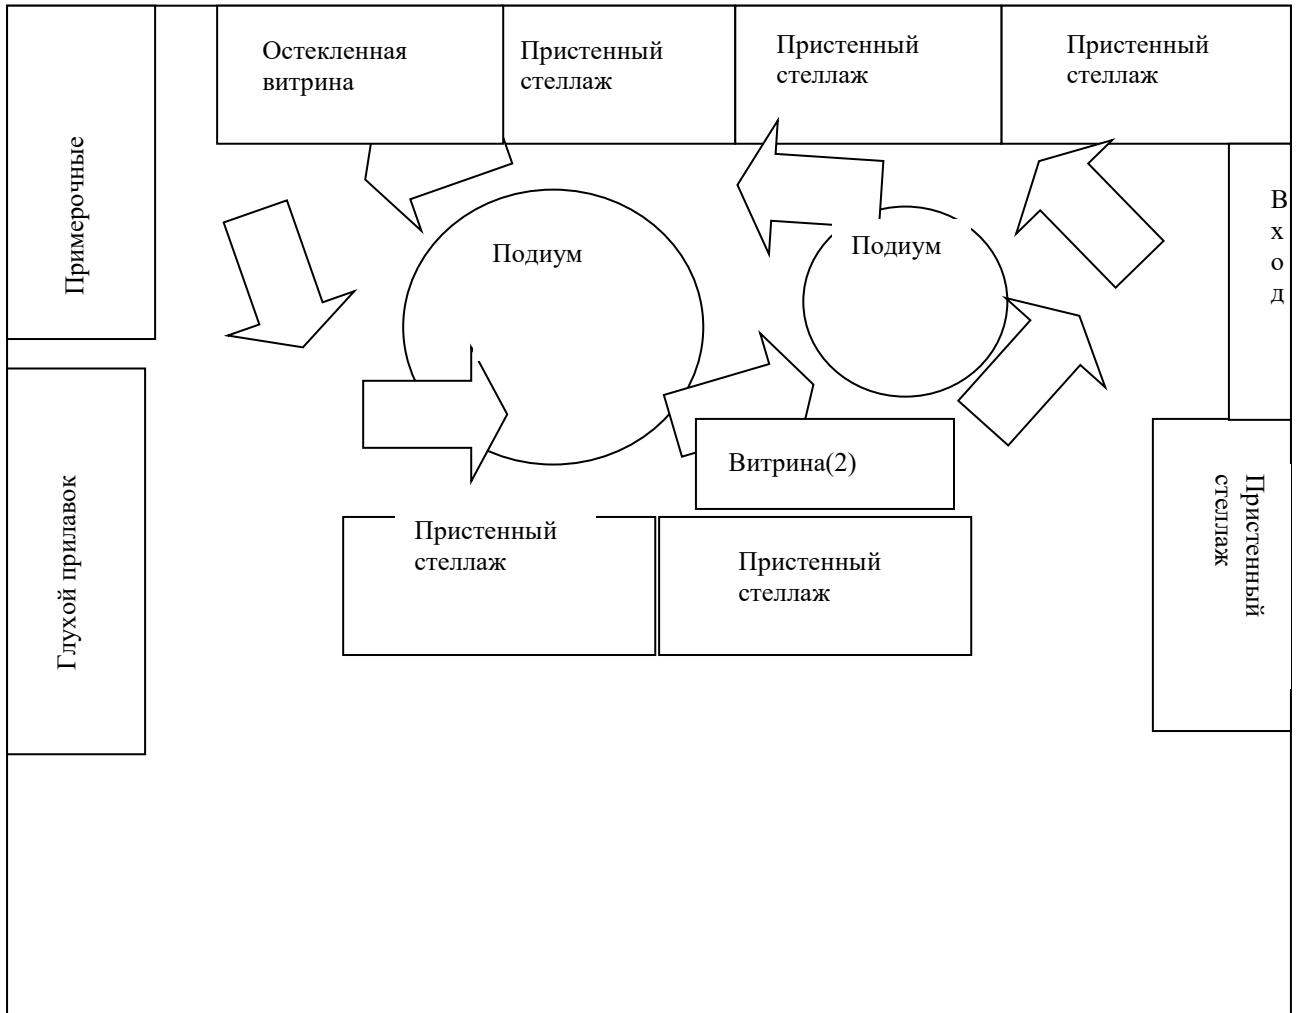 Остекленная
витрина
Пристенный
стеллаж
Пристенный
стеллаж
Пристенный
стеллаж
Примерочные
Подиум
Подиум
В
х
о
д
Витрина(2)
Глухой прилавок
Пристенный
стеллаж
Пристенный
стеллаж
Пристенный
стеллаж